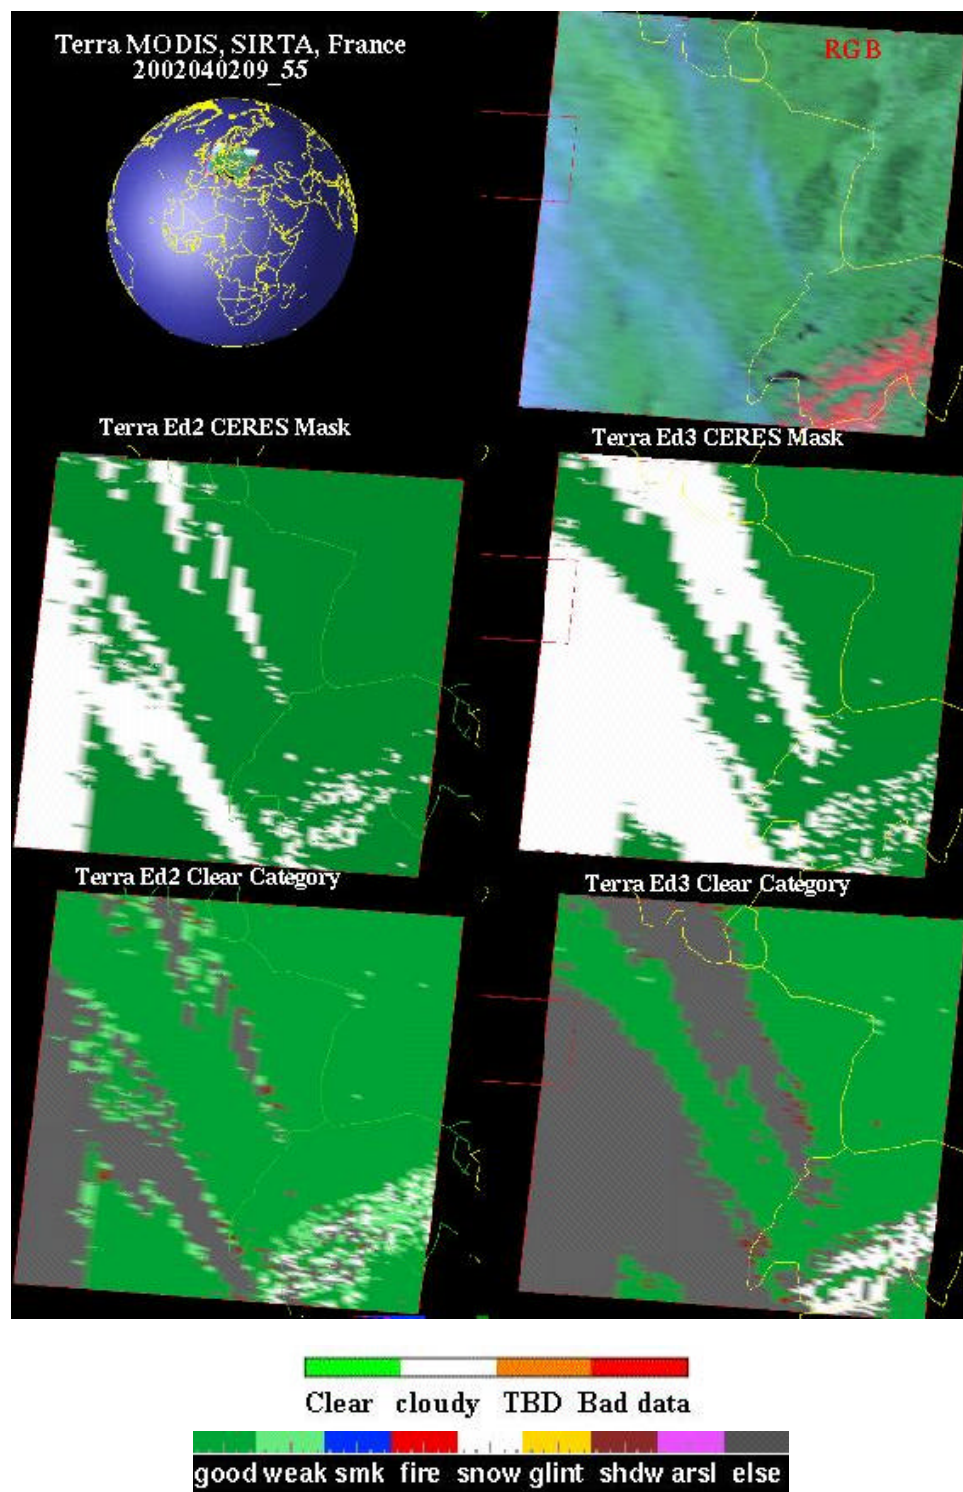 Terra MODIS, SIRTA, France
2002040209_55
RGB
Terra Ed2 CERES Mask
Terra Ed3 CERES Mask
Terra Ed2 Clear Category
Terra Ed3 Clear Category
Clear cloudy TBD Bad data
good weak smk fire snow glint shdw arsl else